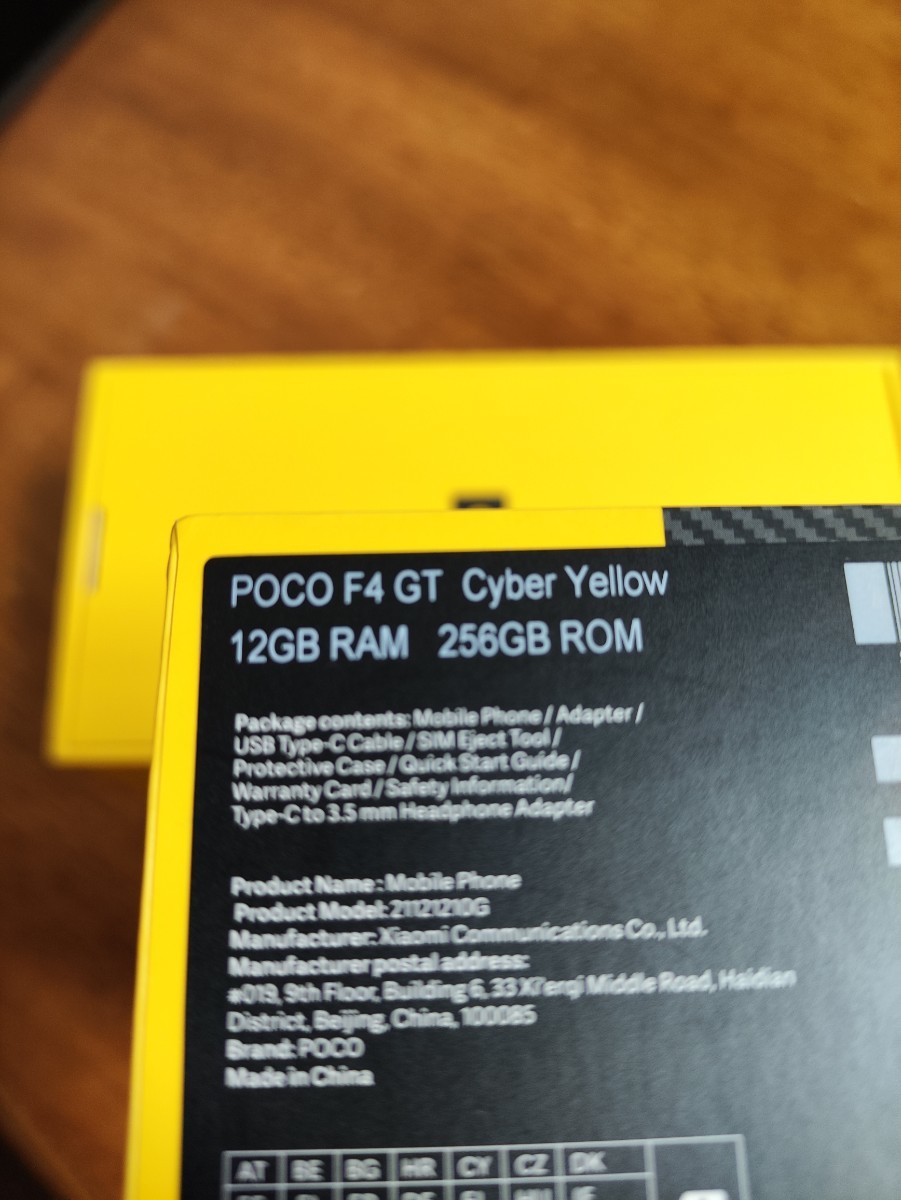 POCO F4 GT Cyber Yellow
12GB RAM 256GB ROM
Package contents: Mobile Phone / Adapter /
USB Type-C Cable / SIM Eject Tool /
Protective Case / Quick Start Guide /
Warranty Card / Safety Information/
Type-C to 3.5 mm Headphone Adapter
Product Name : Mobile Phone
Product Model: 21121210G
Manufacturer: Xiaomi Communications Co., Ltd.
Manufacturer postal address:
#019, 9th Floor, Building 6, 33 Xi'erqi Middle Road, Haidian
District, Beijing, China, 100085
Brand: POCO
Made in China
AT BE BG HR CY CZ DK